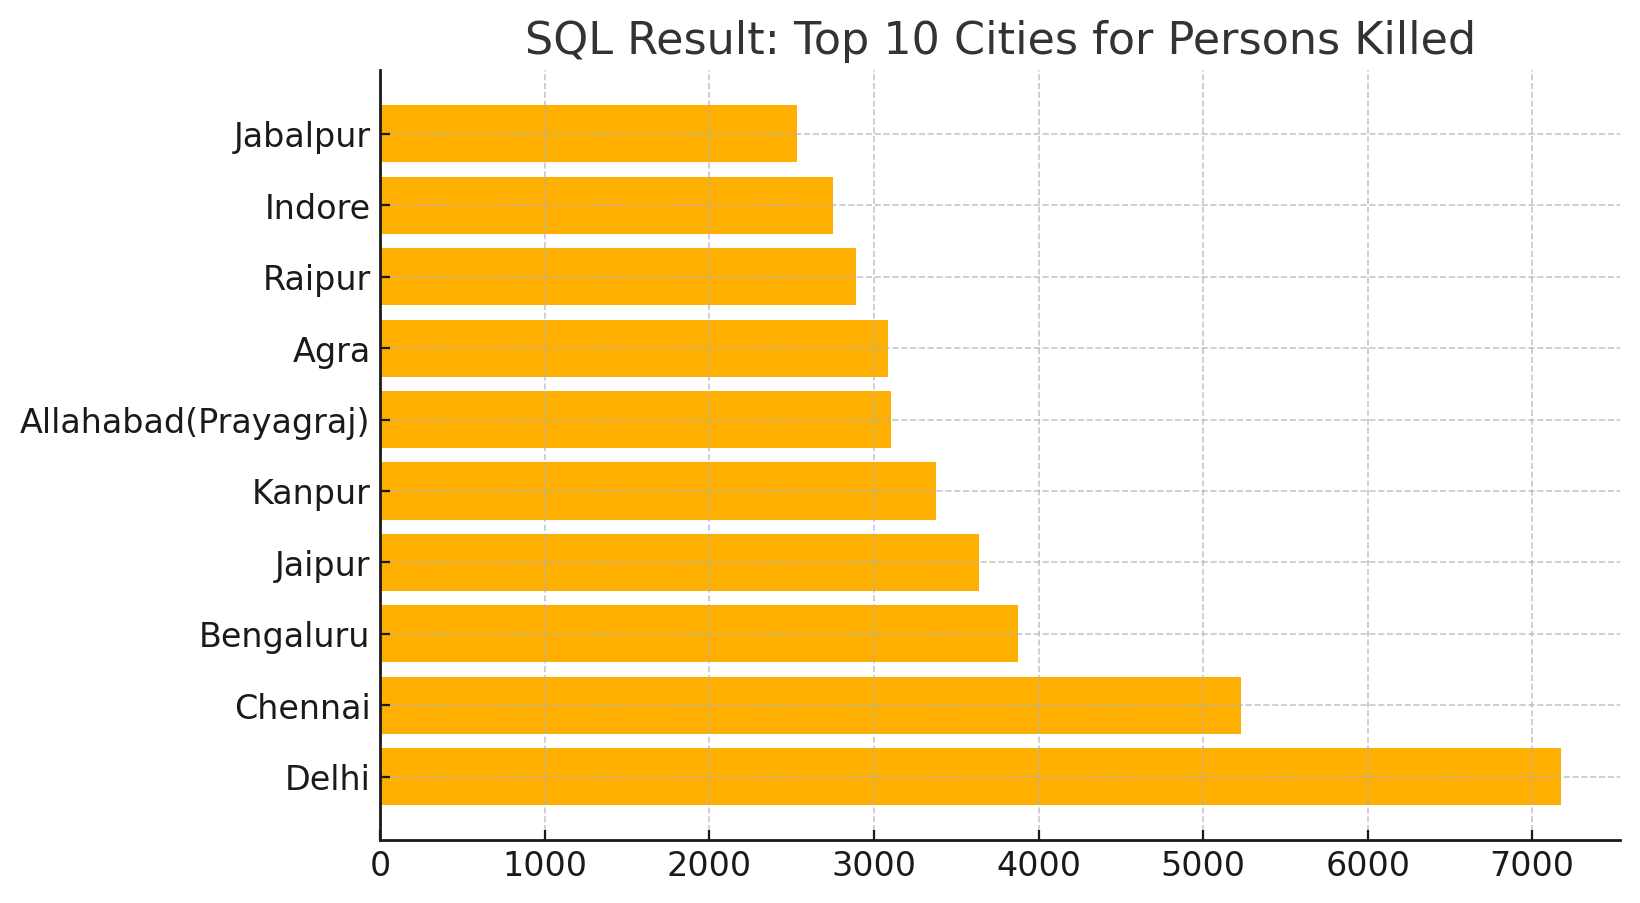 SQL Result: Top 10 Cities for Persons Killed
Jabalpur
Indore
Raipur
Agra
Allahabad(Prayagraj)
Kanpur
Jaipur
Bengaluru
Chennai
Delhi
0 1000 2000 3000 4000 5000 6000 7000